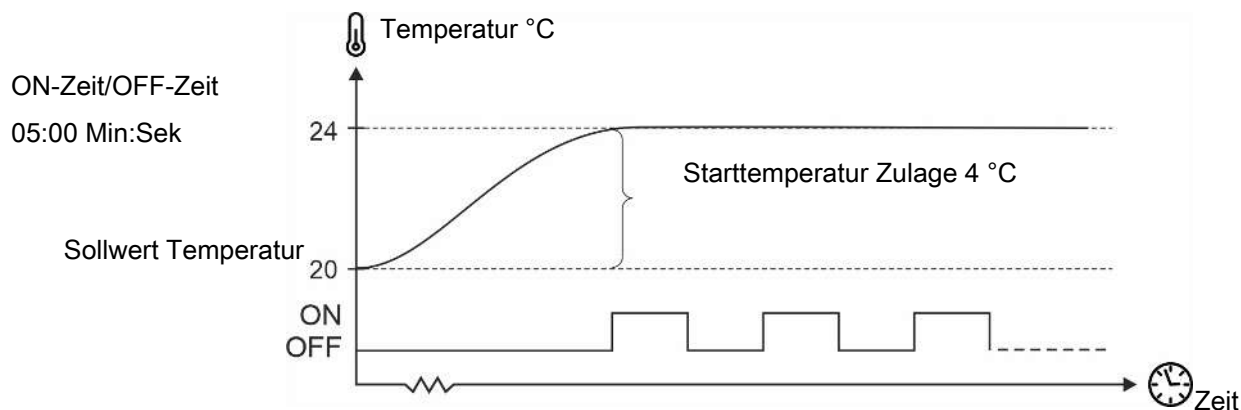 Temperatur °C
ON-Zeit/OFF-Zeit
05:00 Min:Sek
24
Starttemperatur Zulage 4 °C
Sollwert Temperatur
20
ON
OFF
Zeit